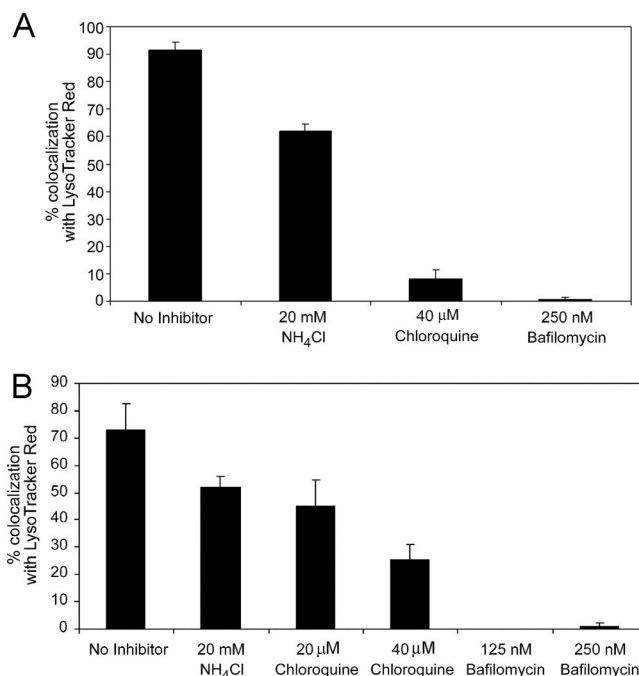 A
% colocalization
with LysoTracker Red
100
90
80
70
60
50
40
30
20
10
0
No Inhibitor
20 mM
NH4Cl
40 μM
Chloroquine
250 nM
Bafilomycin
B
% colocalization
with LysoTracker Red
90
80
70
60
50
40
30
20
10
0
No Inhibitor
20 mM
NH4Cl
20 μM
Chloroquine
40 μM
Chloroquine
125 nM
Bafilomycin
250 nM
Bafilomycin